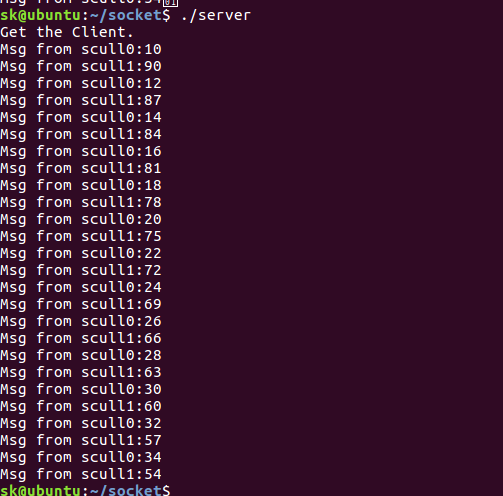 Msg from scull0:34
sk@ubuntu:~/socket$ ./server
Get the Client.
Msg from scull0:10
Msg from scull1:90
Msg from scull0:12
Msg from scull1:87
Msg from scull0:14
Msg from scull1:84
Msg from scull0:16
Msg from scull1:81
Msg from scull0:18
Msg from scull1:78
Msg from scull0:20
Msg from scull1:75
Msg from scull0:22
Msg from scull1:72
Msg from scull0:24
Msg from scull1:69
Msg from scull0:26
Msg from scull1:66
Msg from scull0:28
Msg from scull1:63
Msg from scull0:30
Msg from scull1:60
Msg from scull0:32
Msg from scull1:57
Msg from scull0:34
Msg from scull1:54
sk@ubuntu:~/socket$